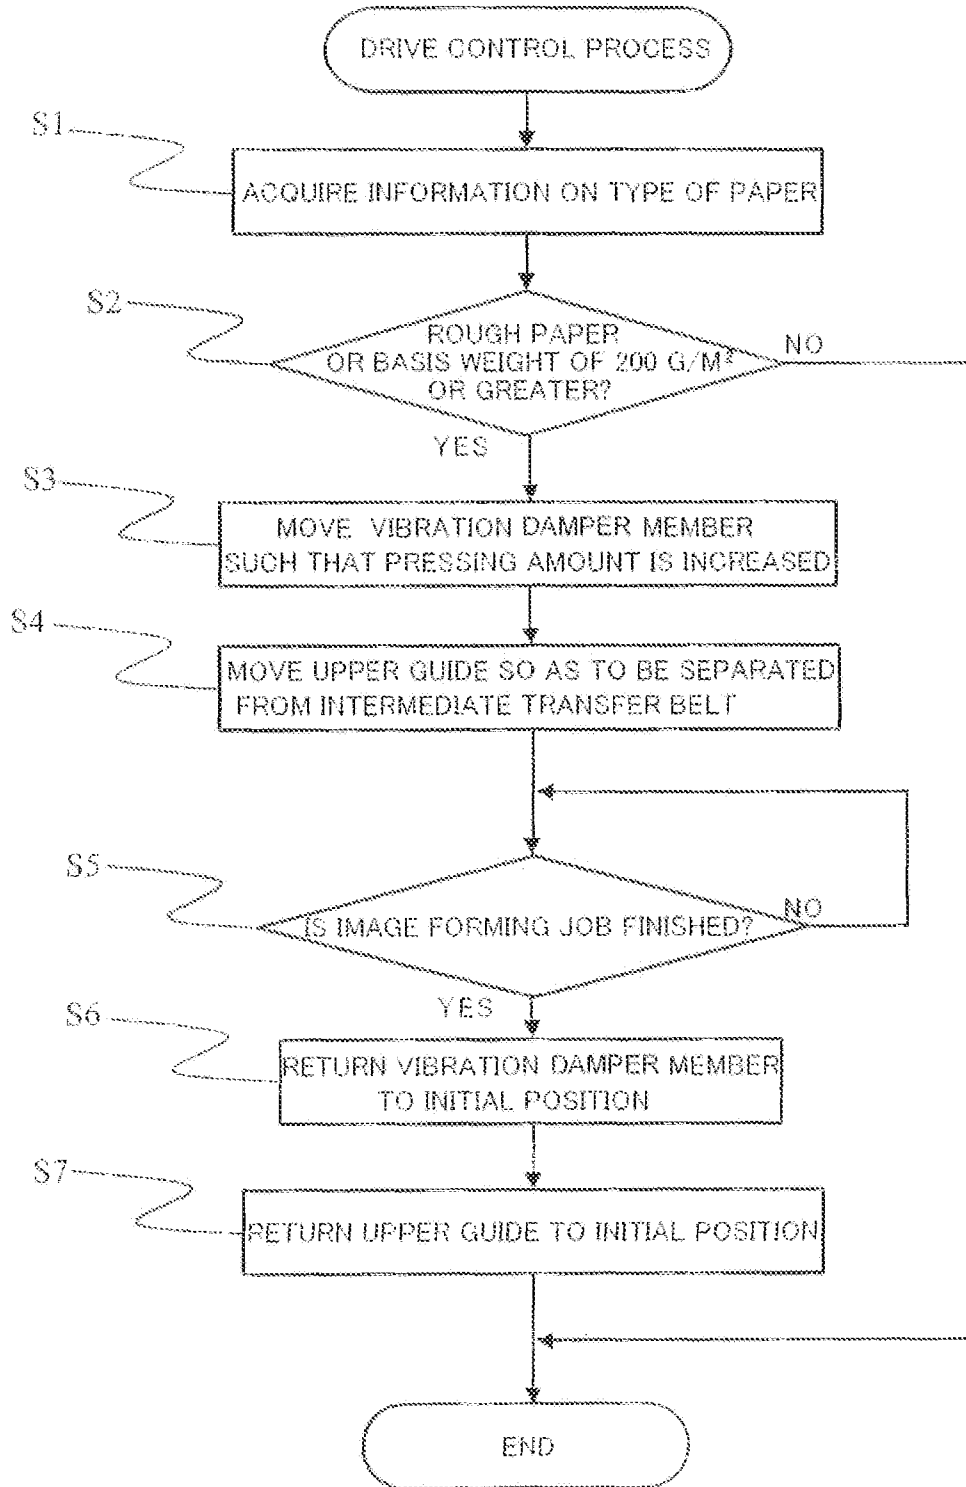 DRIVE CONTROL PROCESS
S1
ACQUIRE INFORMATION ON TYPE OF PAPER
S2
ROUGH PAPER
OR BASIS WEIGHT OF 200 G/M²
OR GREATER?
NO
YES
S3
MOVE VIBRATION DAMPER MEMBER
SUCH THAT PRESSING AMOUNT IS INCREASED
S4
MOVE UPPER GUIDE SO AS TO BE SEPARATED
FROM INTERMEDIATE TRANSFER BELT
S5
IS IMAGE FORMING JOB FINISHED?
NO
YES
S6
RETURN VIBRATION DAMPER MEMBER
TO INITIAL POSITION
S7
RETURN UPPER GUIDE TO INITIAL POSITION
END